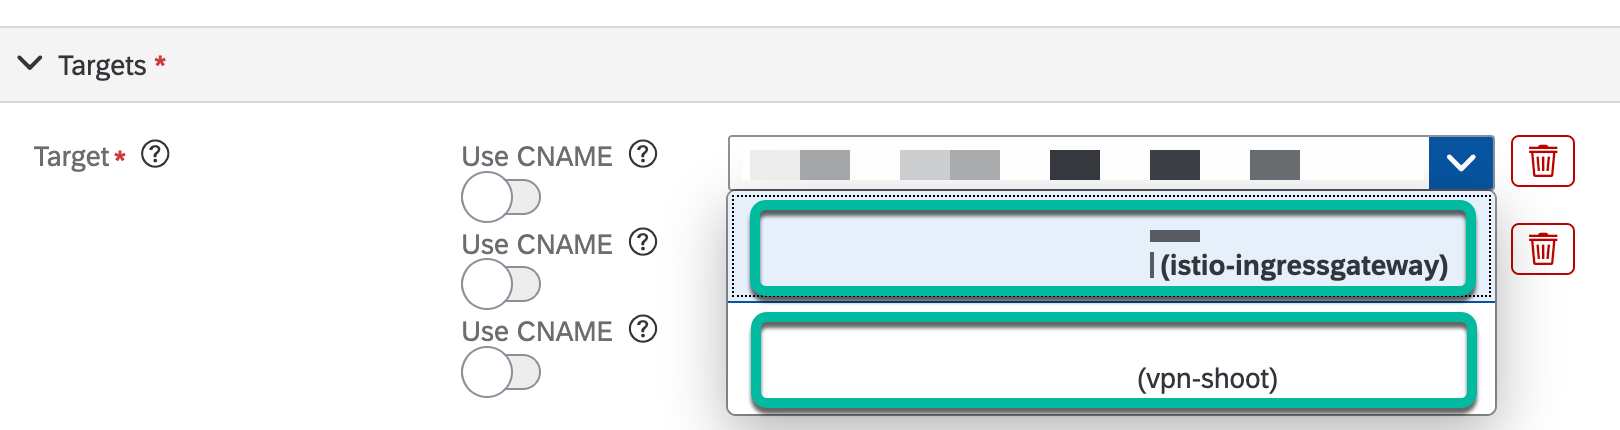 Targets *
Target * ?
Use CNAME ?
(istio-ingressgateway)
Use CNAME ?
Use CNAME ?
(vpn-shoot)